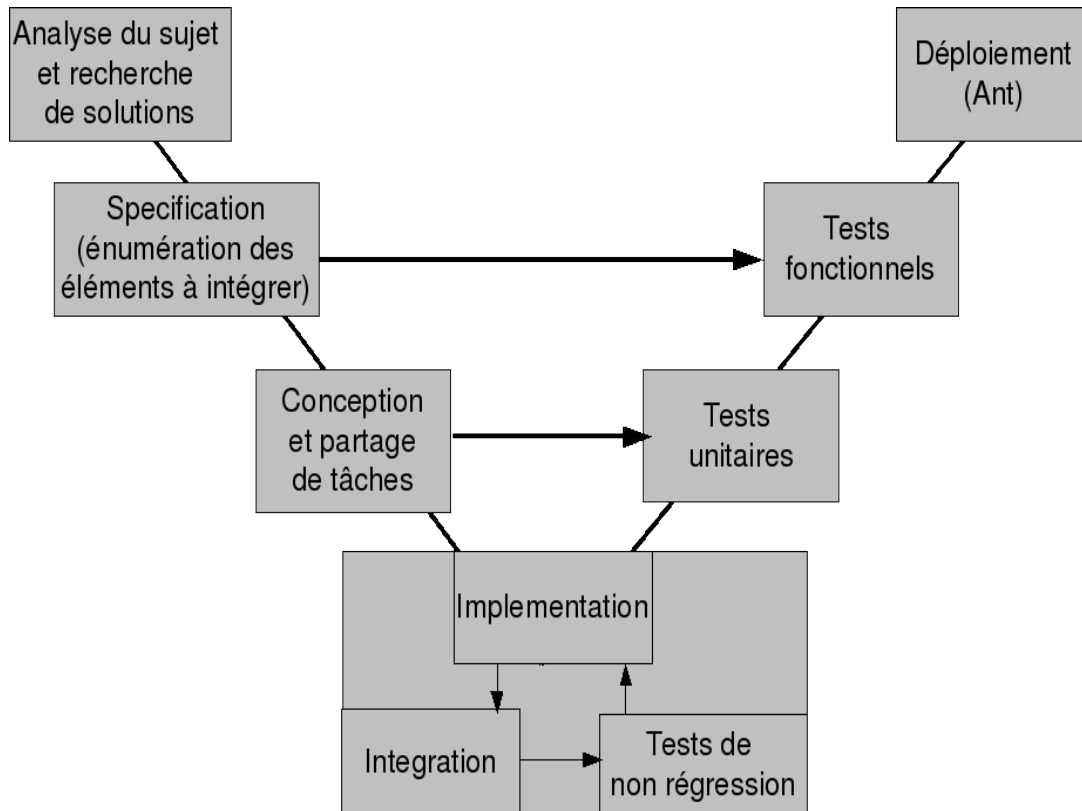 Analyse du sujet
et recherche
de solutions
Déploiement
(Ant)
Specification
(énumération des
éléments à intégrer)
Tests
fonctionnels
Conception
et partage
de tâches
Tests
unitaires
Implementation
Integration
Tests de
non régression